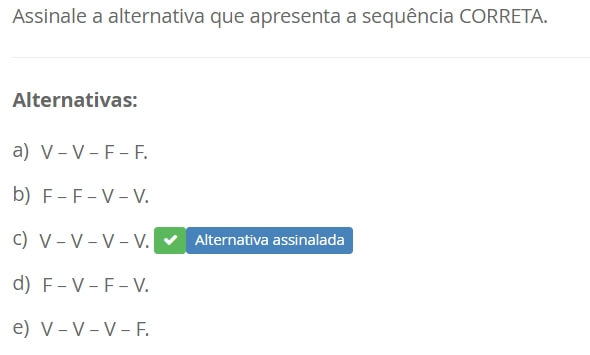 Assinale a alternativa que apresenta a sequência CORRETA.
Alternativas:
a) V – V – F – F.
b) F – F – V – V.
c) V – V – V – V. Alternativa assinalada
d) F – V – F – V.
e) V – V – V – F.